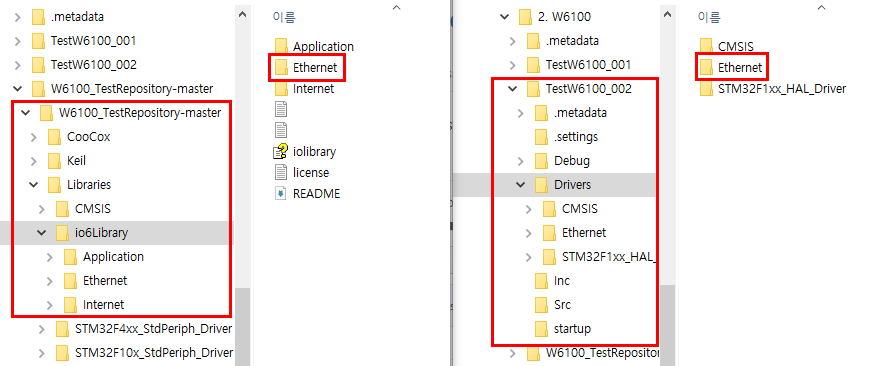 .metadata
TestW6100_001
TestW6100_002
W6100_TestRepository-master
W6100_TestRepository-master
CooCox
Keil
Libraries
CMSIS
io6Library
Application
Ethernet
Internet
STM32F4xx_StdPeriph_Driver
STM32F10x_StdPeriph_Driver
이름
Application
Ethernet
Internet
iolibrary
license
README
2. W6100
.metadata
TestW6100_001
TestW6100_002
.metadata
.settings
Debug
Drivers
CMSIS
Ethernet
STM32F1xx_HAL_
Inc
Src
startup
W6100_TestRepositor
이름
CMSIS
Ethernet
STM32F1xx_HAL_Driver